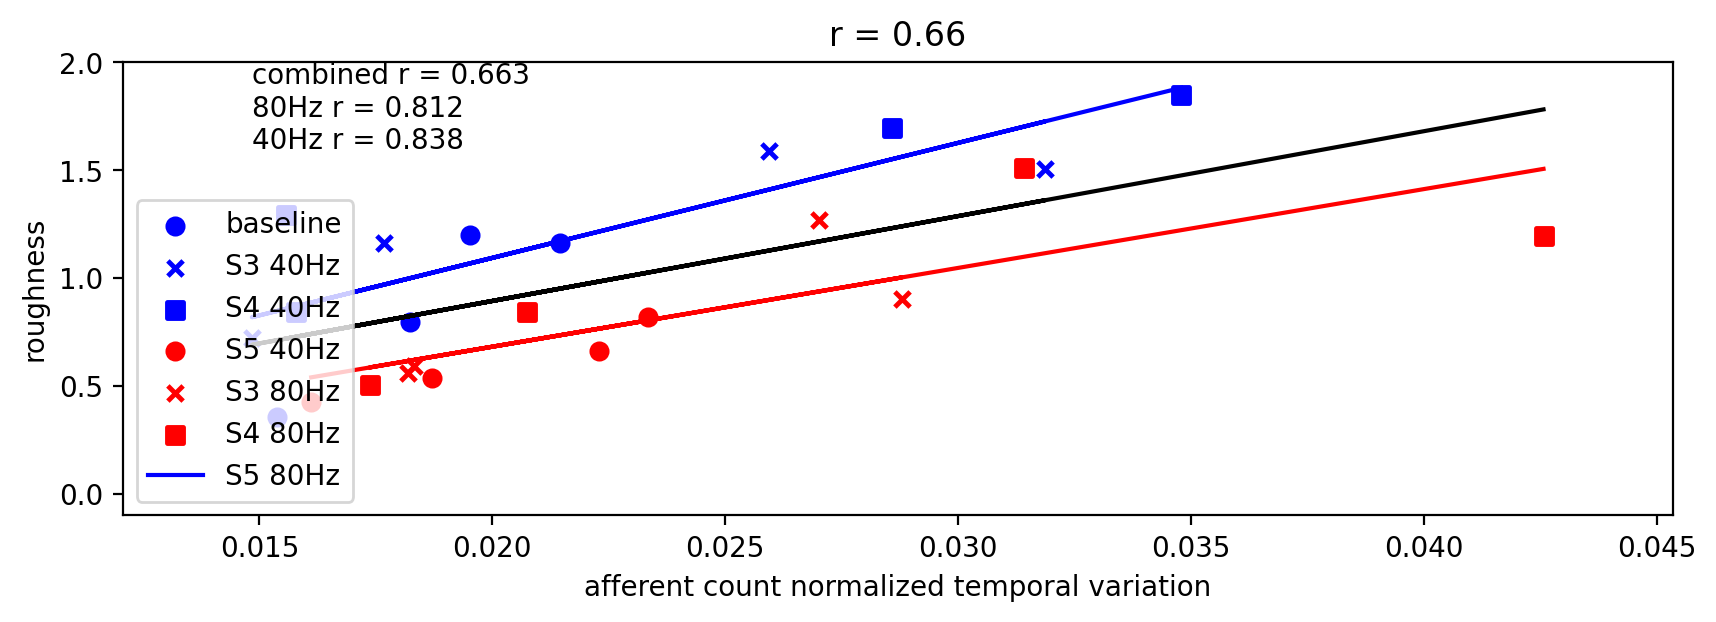 r = 0.66
combined r = 0.663
80Hz r = 0.812
40Hz r = 0.838
2.0
1.5
1.0
0.5
0.0
roughness
baseline
S3 40Hz
S4 40Hz
S5 40Hz
S3 80Hz
S4 80Hz
S5 80Hz
0.015 0.020 0.025 0.030 0.035 0.040 0.045
afferent count normalized temporal variation